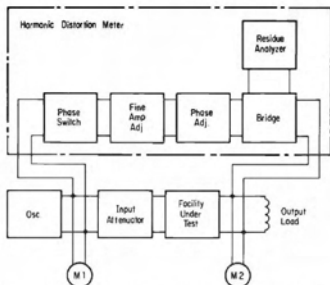 Harmonic Distortion Meter
Residue
Analyzer
Phase
Switch
Fine
Amp
Adj
Phase
Adj.
Bridge
Osc.
Input
Attenuator
Facility
Under
Test
Output
Load
M1
M2